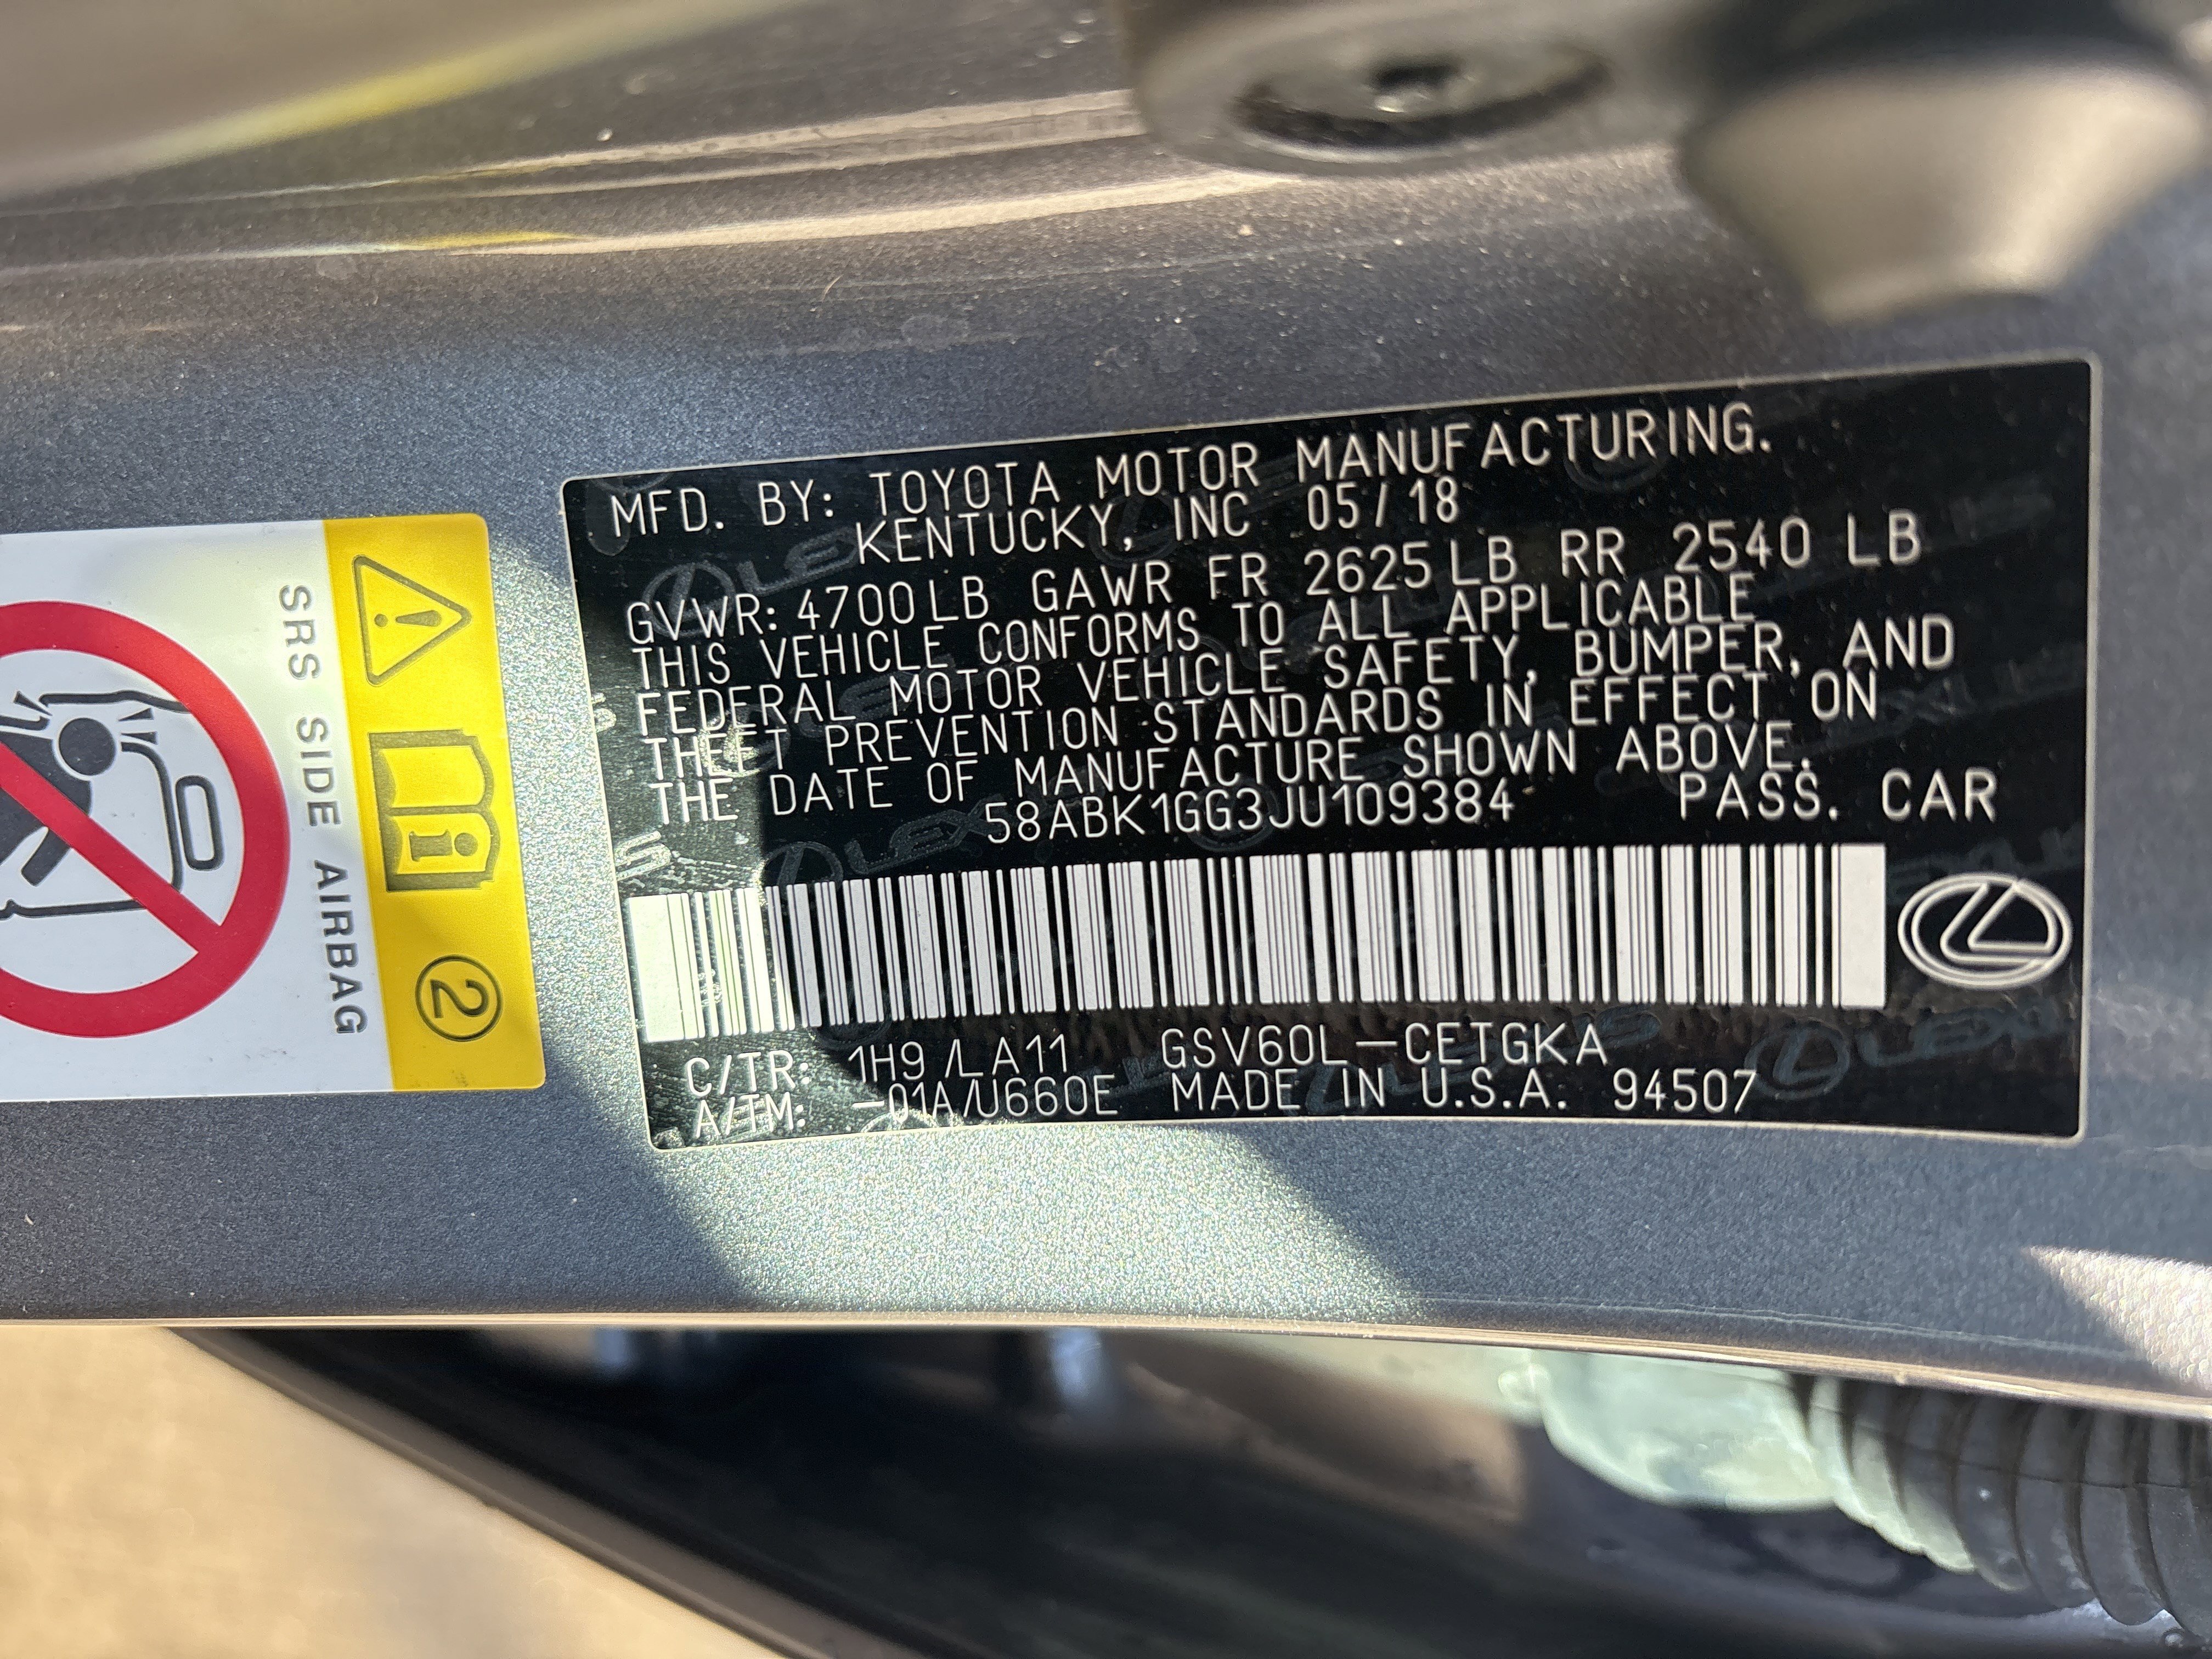 MFD. BY: TOYOTA MOTOR MANUFACTURING.
KENTUCKY, INC 05/18
GVWR: 4700LB GAWR FR 2625LB RR 2540 LB
THIS VEHICLE CONFORMS TO ALL APPLICABLE
FEDERAL MOTOR VEHICLE SAFETY, BUMPER, AND
THEFT PREVENTION STANDARDS IN EFFECT ON
THE DATE OF MANUFACTURE SHOWN ABOVE.
58ABK1GG3JU109384 PASS. CAR
C/TR: 1H9 /LA11 GSV60L-CETGKA
A/TM: -01A/U660E MADE IN U.S.A. 94507
SRS SIDE AIRBAG
2